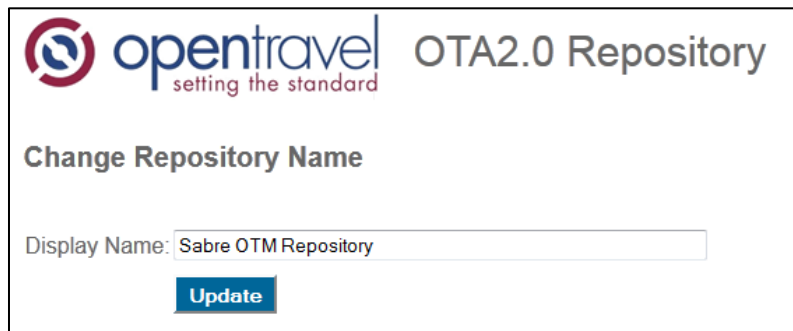 opentravel OTA2.0 Repository
setting the standard
Change Repository Name
Display Name: Sabre OTM Repository
Update